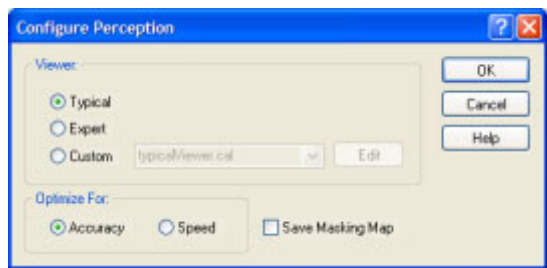 Configure Perception
Viewer:
Typical
Expert
Custom typicalViewer.cal Edit
Optimize For:
Accuracy Speed
Save Masking Map
OK
Cancel
Help